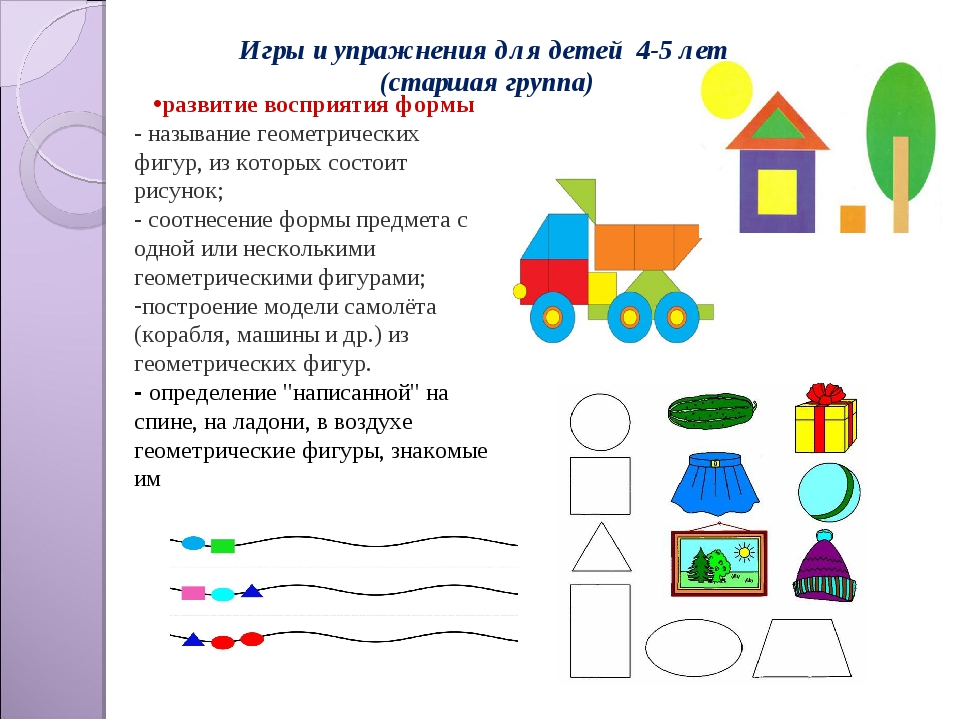 Игры и упражнения для детей 4-5 лет
(старшая группа)
•развитие восприятия формы
- называние геометрических
фигур, из которых состоит
рисунок;
- соотнесение формы предмета с
одной или несколькими
геометрическими фигурами;
-построение модели самолёта
(корабля, машины и др.) из
геометрических фигур.
- определение "написанной" на
спине, на ладони, в воздухе
геометрические фигуры, знакомые
им